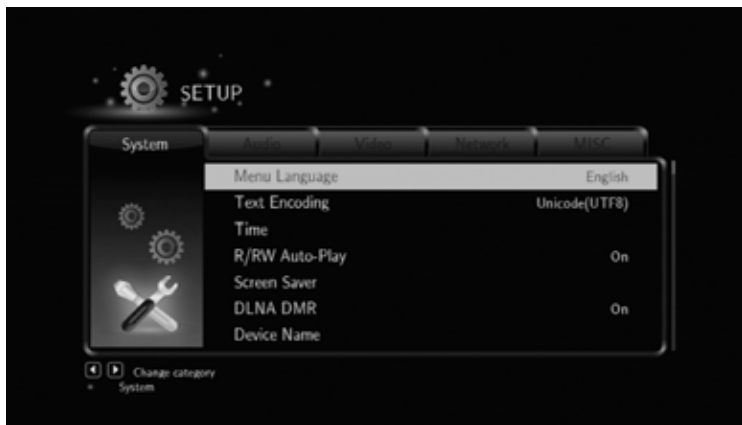 SETUP
System Audio Video Network MISC
Menu Language English
Text Encoding Unicode(UTF8)
Time
R/RW Auto-Play On
Screen Saver
DLNA DMR On
Device Name
Change category
System